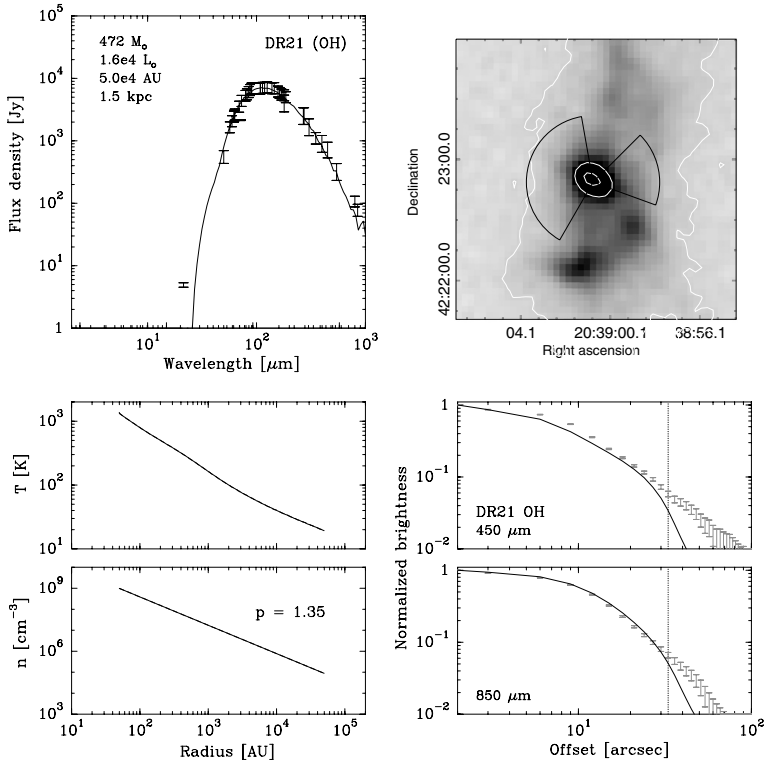 DR21 (OH)
472 M⊙
1.6e4 L⊙
5.0e4 AU
1.5 kpc
10^5
10^4
10^3
10^2
10^1
1
Flux density [Jy]
10^1 10^2 10^3
Wavelength [μm]
Declination
23:00.0
42:22:00.0
04.1 20:39:00.1 38:56.1
Right ascension
10^3
10^2
10^1
T [K]
10^9
10^6
10^3
n [cm^-3]
p = 1.35
10^1 10^2 10^3 10^4 10^5
Radius [AU]
1
10^-1
10^-2
DR21 OH
450 μm
Normalized brightness
1
10^-1
10^-2
850 μm
10^1 10^2
Offset [arcsec]